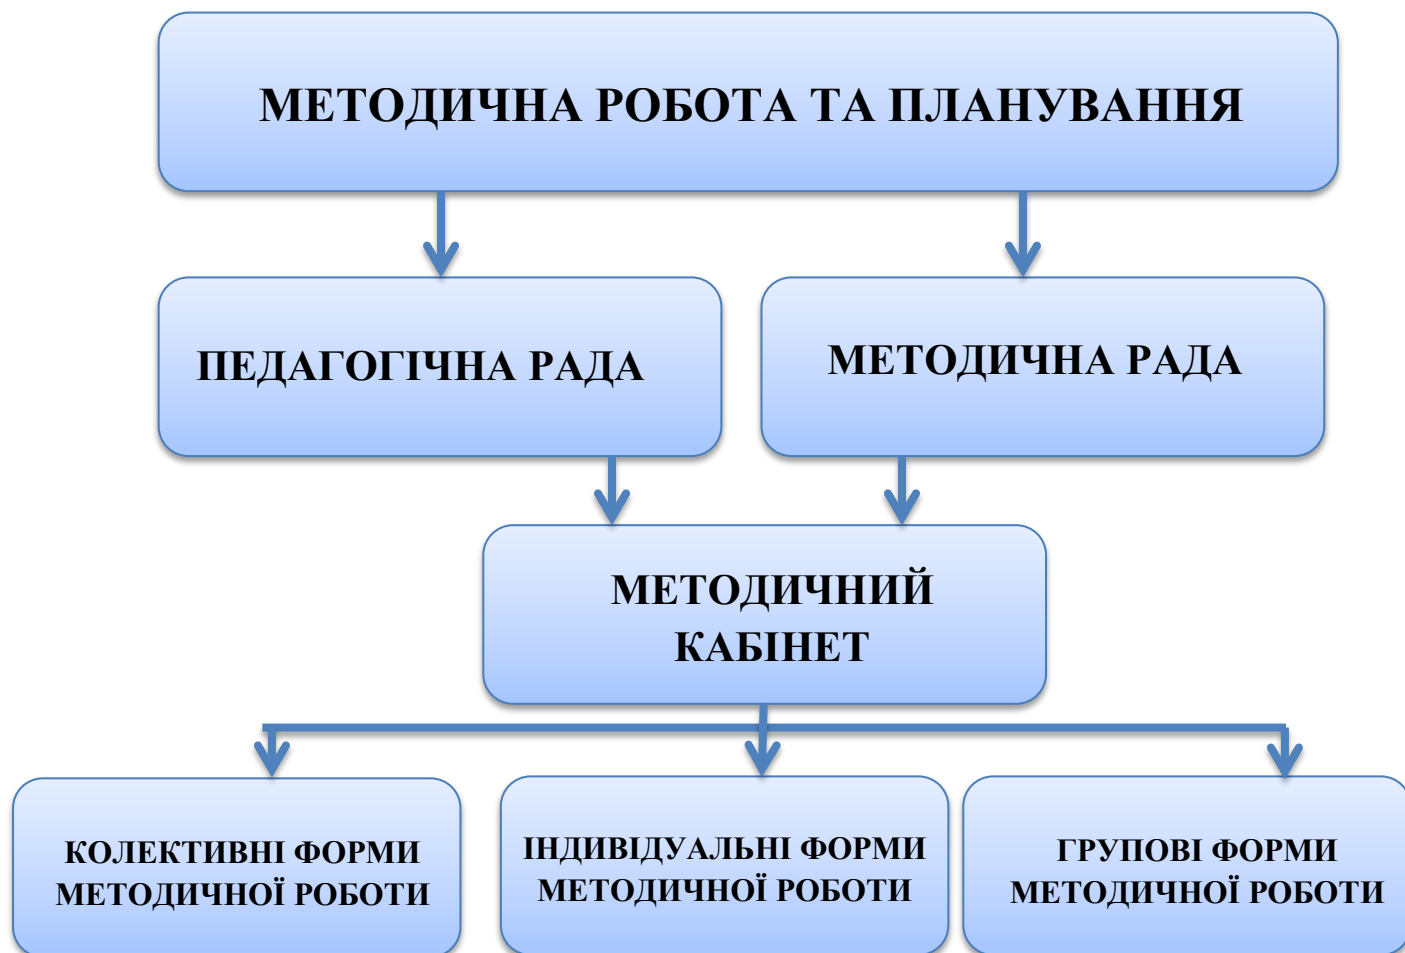 МЕТОДИЧНА РОБОТА ТА ПЛАНУВАННЯ
ПЕДАГОГІЧНА РАДА
МЕТОДИЧНА РАДА
МЕТОДИЧНИЙ
КАБІНЕТ
КОЛЕКТИВНІ ФОРМИ
МЕТОДИЧНОЇ РОБОТИ
ІНДИВІДУАЛЬНІ ФОРМИ
МЕТОДИЧНОЇ РОБОТИ
ГРУПОВІ ФОРМИ
МЕТОДИЧНОЇ РОБОТИ